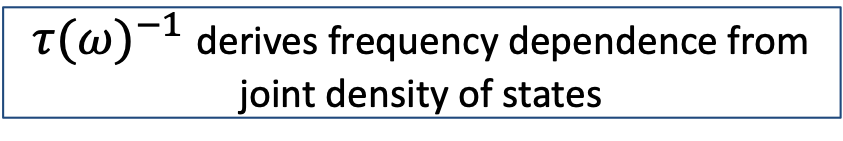 τ(ω)⁻¹ derives frequency dependence from
joint density of states